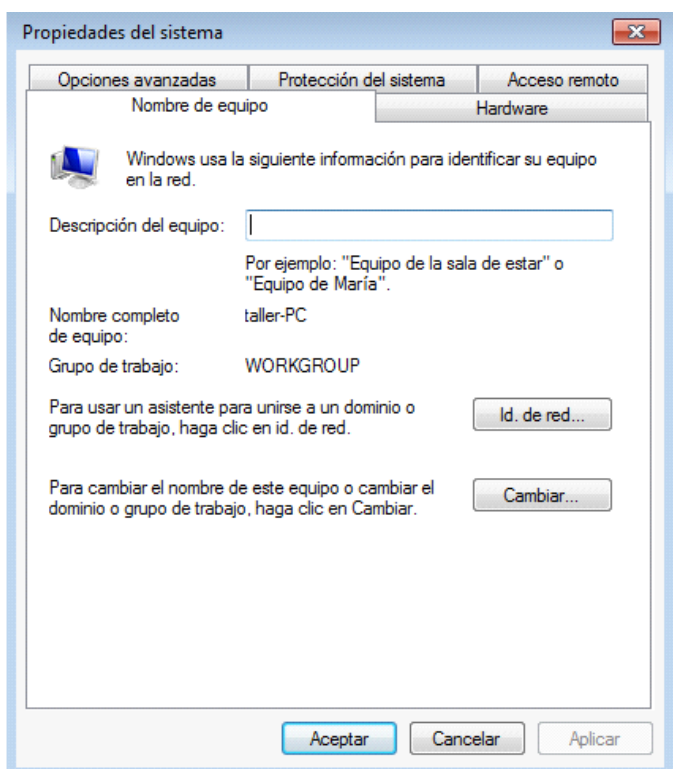 Propiedades del sistema
Opciones avanzadas
Protección del sistema
Acceso remoto
Nombre de equipo
Hardware
Windows usa la siguiente información para identificar su equipo
en la red.
Descripción del equipo:
Por ejemplo: "Equipo de la sala de estar" o
"Equipo de María".
Nombre completo
de equipo:
taller-PC
Grupo de trabajo:
WORKGROUP
Para usar un asistente para unirse a un dominio o
grupo de trabajo, haga clic en id. de red.
Id. de red...
Para cambiar el nombre de este equipo o cambiar el
dominio o grupo de trabajo, haga clic en Cambiar.
Cambiar...
Aceptar
Cancelar
Aplicar